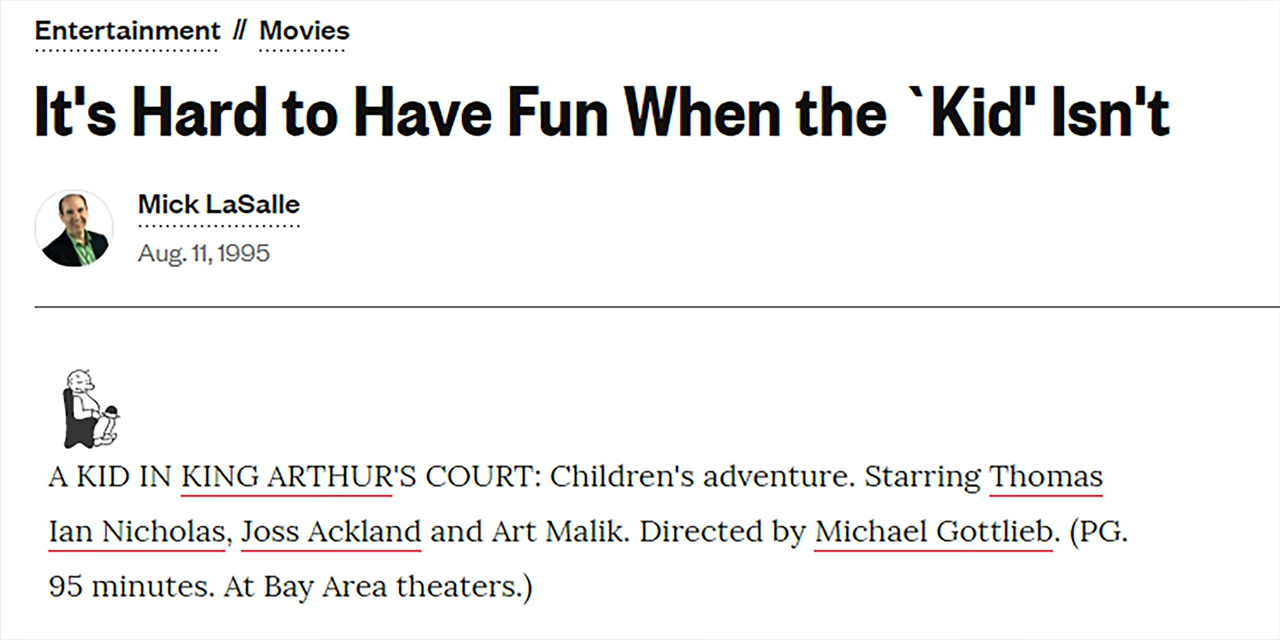 Entertainment // Movies
It's Hard to Have Fun When the `Kid' Isn't
Mick LaSalle
Aug. 11, 1995
A KID IN KING ARTHUR'S COURT: Children's adventure. Starring Thomas
Ian Nicholas, Joss Ackland and Art Malik. Directed by Michael Gottlieb. (PG.
95 minutes. At Bay Area theaters.)